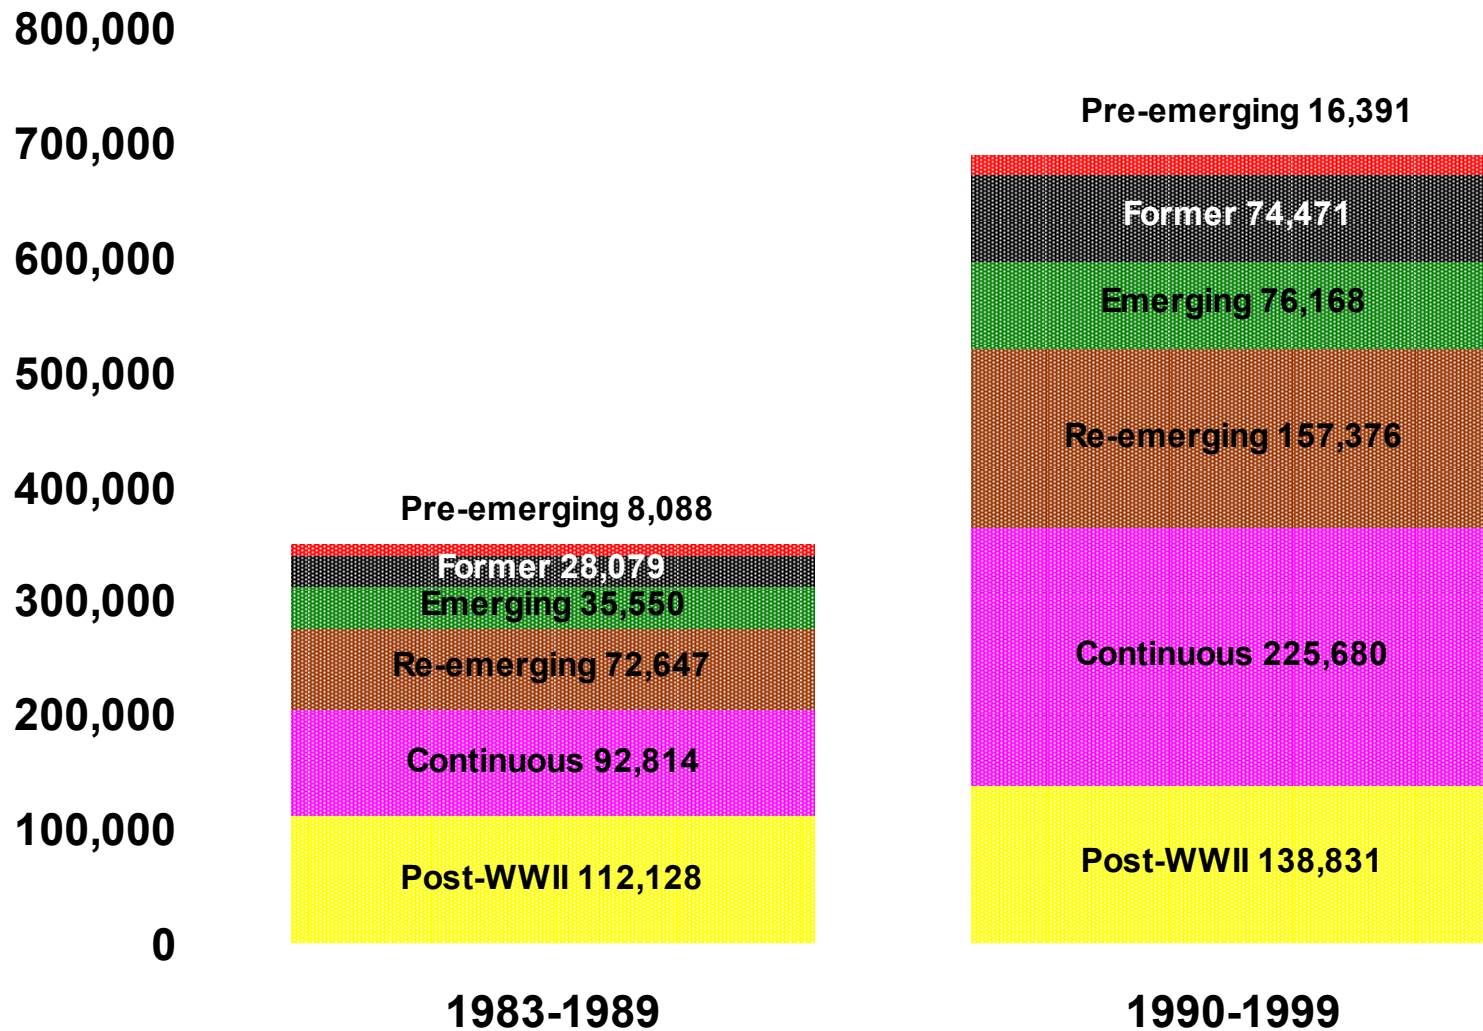 800,000
700,000
600,000
500,000
400,000
300,000
200,000
100,000
0
Pre-emerging 8,088
Former 28,079
Emerging 35,550
Re-emerging 72,647
Continuous 92,814
Post-WWII 112,128
Pre-emerging 16,391
Former 74,471
Emerging 76,168
Re-emerging 157,376
Continuous 225,680
Post-WWII 138,831
1983-1989
1990-1999